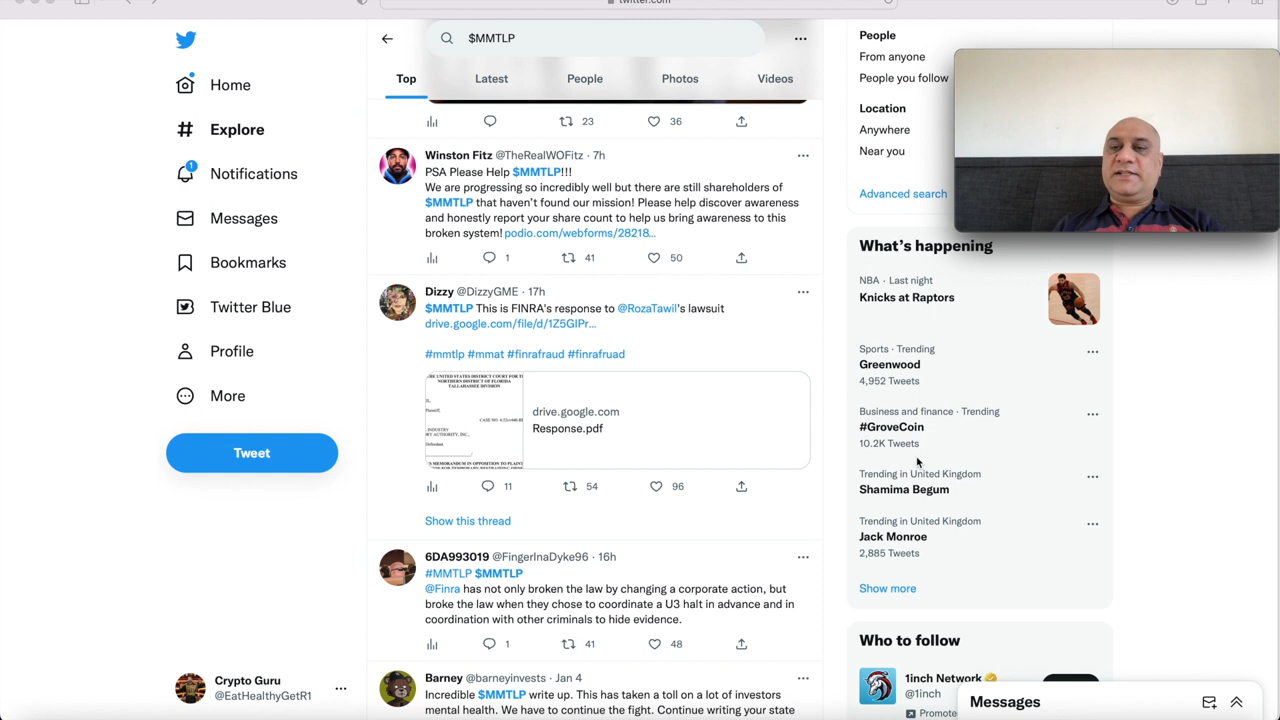 twitter.com
$MMTLP
Home
Explore
1
Notifications
Messages
Bookmarks
Twitter Blue
Profile
More
Tweet
Crypto Guru
@EatHealthyGetR1
Top
Latest
People
Photos
Videos
23
36
Winston Fitz @TheRealWOFitz · 7h
PSA Please Help $MMTLP!!!
We are progressing so incredibly well but there are still shareholders of
$MMTLP that haven't found our mission! Please help discover awareness
and honestly report your share count to help us bring awareness to this
broken system! podio.com/webforms/28218…
1
41
50
Dizzy @DizzyGME · 17h
$MMTLP This is FINRA's response to @RozaTawil's lawsuit
drive.google.com/file/d/1Z5GIPr…
#mmtlp #mmat #finrafraud #finrafruad
NORTHERN DISTRICT OF FLORIDA
TALLAHASSEE DIVISION
drive.google.com
Response.pdf
11
54
96
Show this thread
6DA993019 @FingerInaDyke96 · 16h
#MMTLP $MMTLP
@Finra has not only broken the law by changing a corporate action, but
broke the law when they chose to coordinate a U3 halt in advance and in
coordination with other criminals to hide evidence.
1
41
48
Barney @barneyinvests · Jan 4
Incredible $MMTLP write up. This has taken a toll on a lot of investors
mental health. We have to continue the fight. Continue writing your state
People
From anyone
People you follow
Location
Anywhere
Near you
Advanced search
What's happening
NBA · Last night
Knicks at Raptors
Sports · Trending
Greenwood
4,952 Tweets
Business and finance · Trending
#GroveCoin
10.2K Tweets
Trending in United Kingdom
Shamima Begum
Trending in United Kingdom
Jack Monroe
2,885 Tweets
Show more
Who to follow
1inch Network
@1inch
Promote
Messages